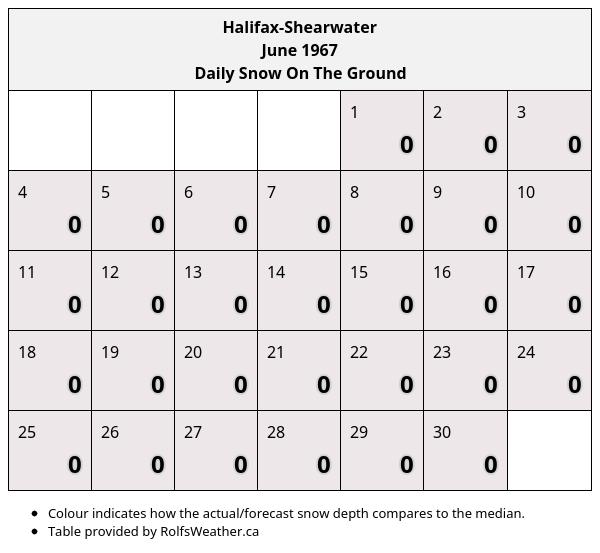 Halifax-Shearwater
June 1967
Daily Snow On The Ground
1 2 3
0 0 0
4 5 6 7 8 9 10
0 0 0 0 0 0 0
11 12 13 14 15 16 17
0 0 0 0 0 0 0
18 19 20 21 22 23 24
0 0 0 0 0 0 0
25 26 27 28 29 30
0 0 0 0 0 0
• Colour indicates how the actual/forecast snow depth compares to the median.
• Table provided by RolfsWeather.ca